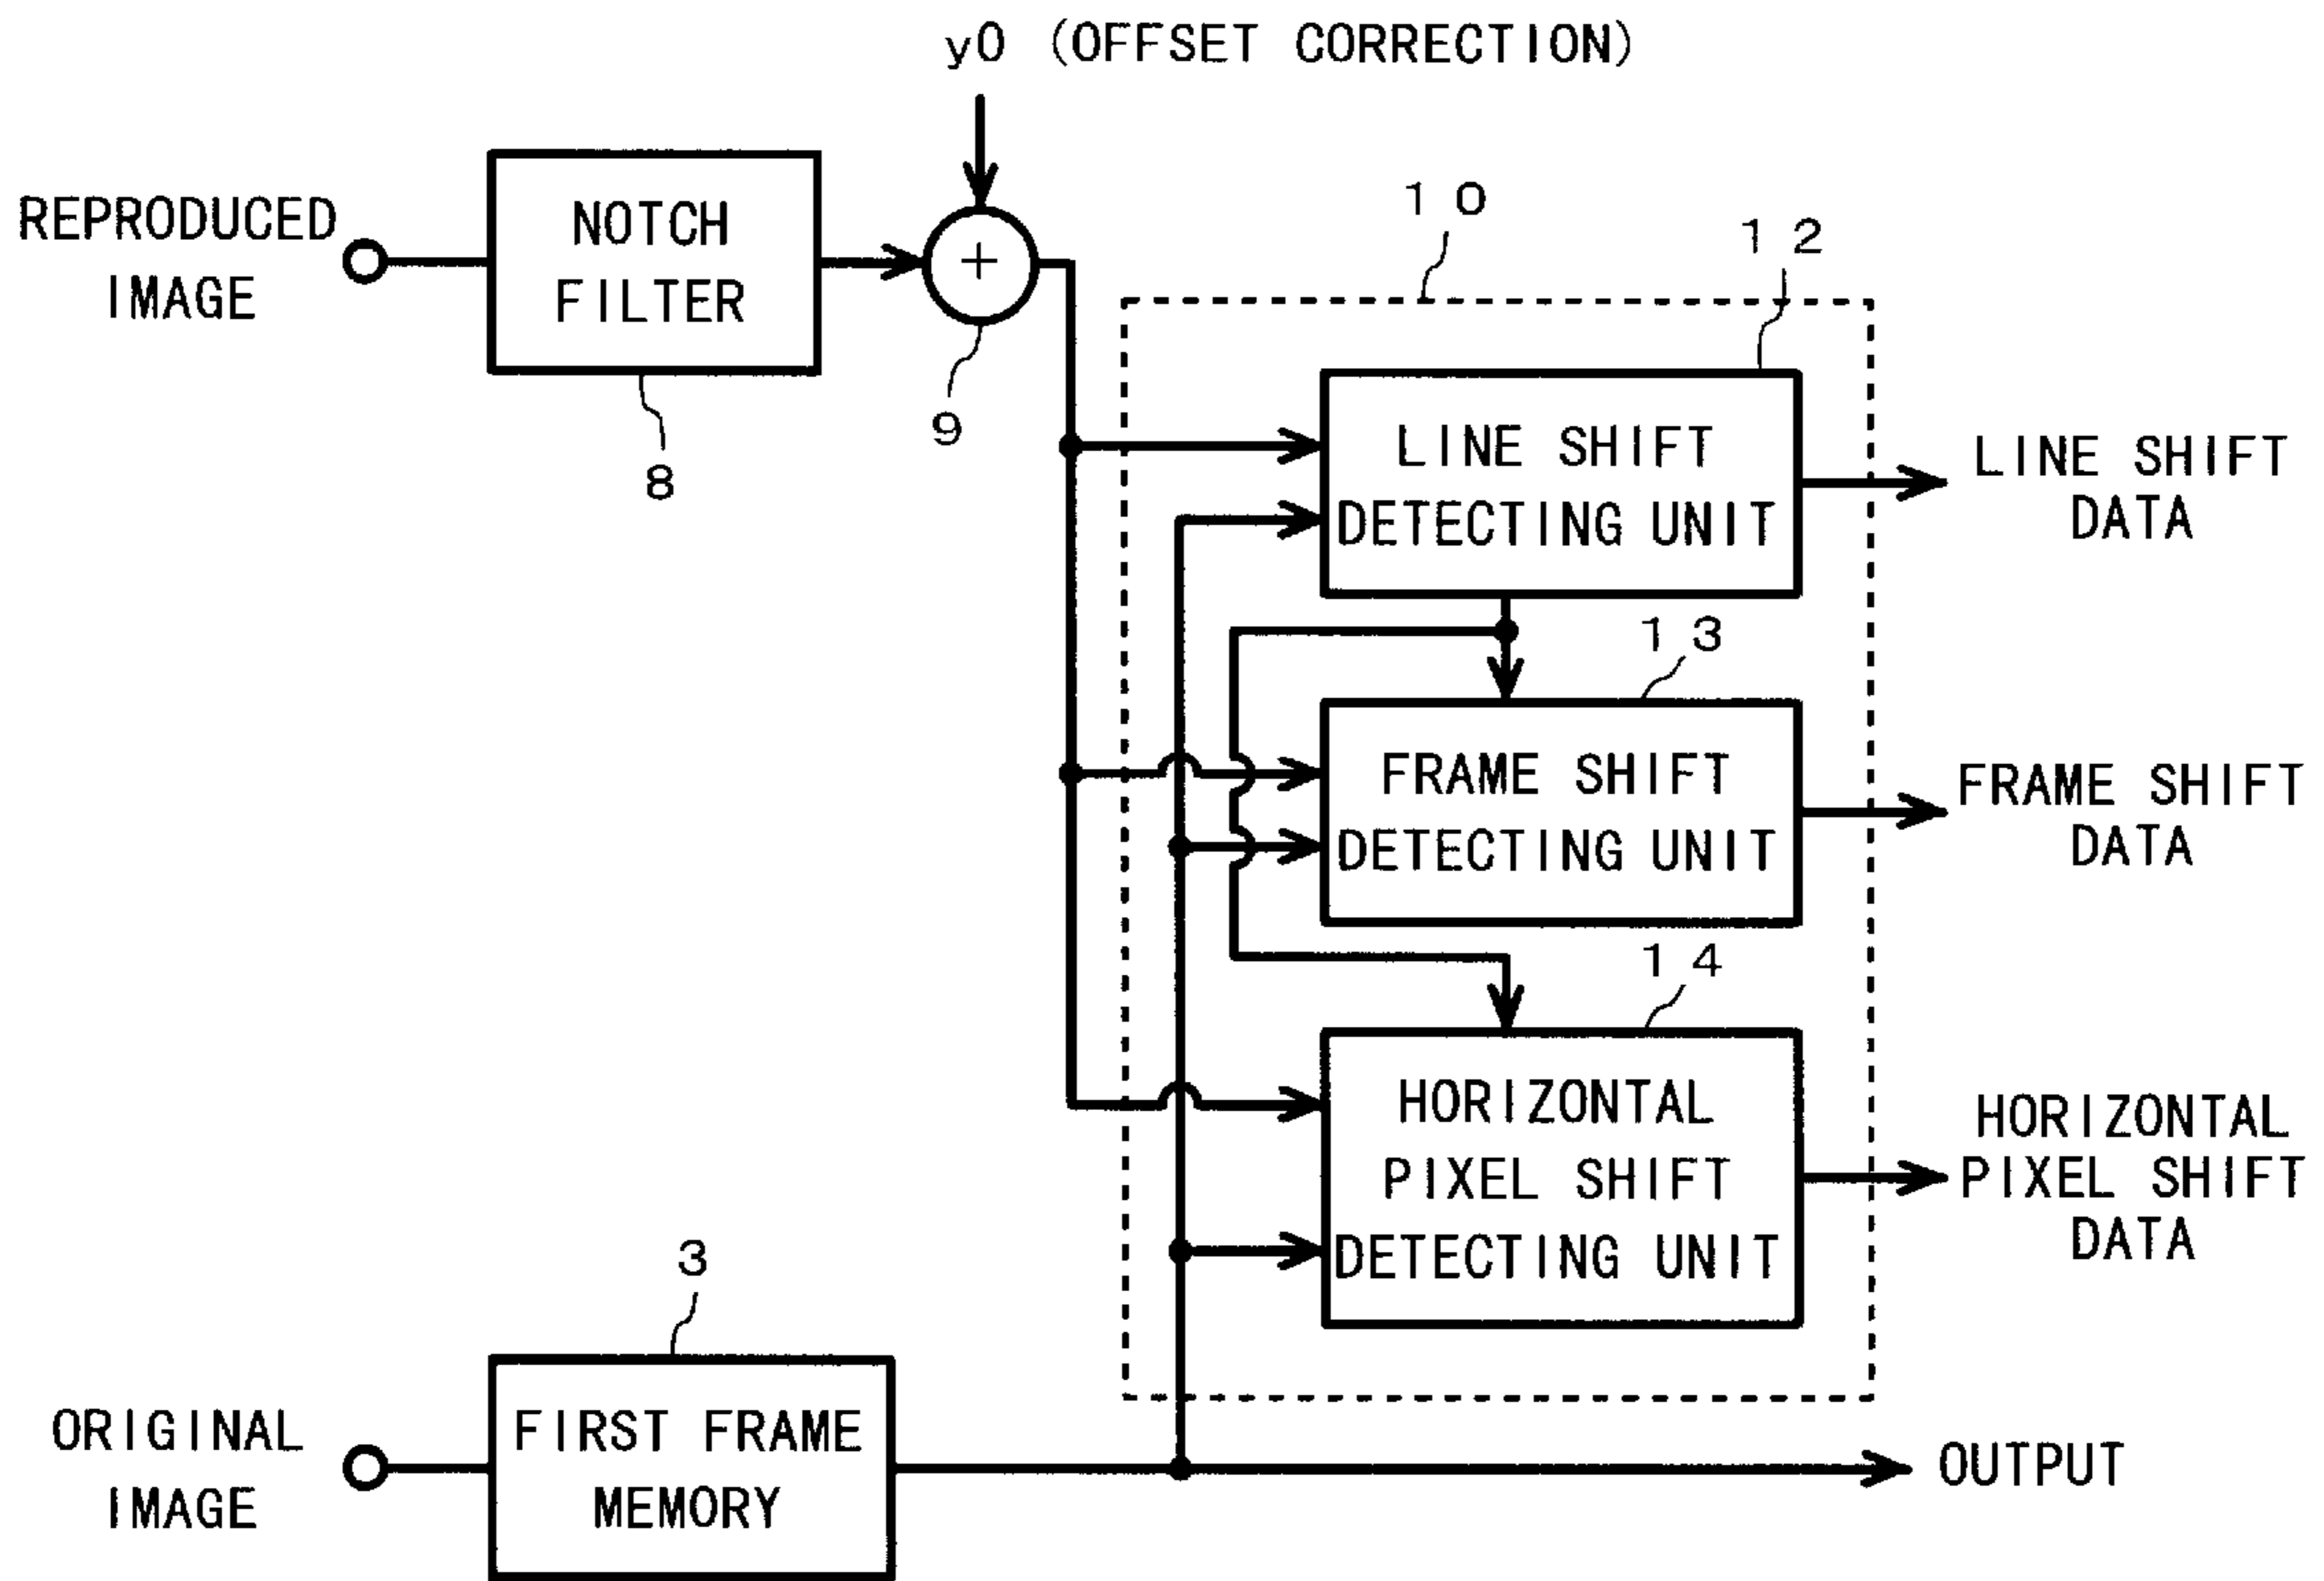 y0 (OFFSET CORRECTION)
REPRODUCED
IMAGE
NOTCH
FILTER
+
8
9
10
12
LINE SHIFT
DETECTING UNIT
LINE SHIFT
DATA
13
FRAME SHIFT
DETECTING UNIT
FRAME SHIFT
DATA
14
HORIZONTAL
PIXEL SHIFT
DETECTING UNIT
HORIZONTAL
PIXEL SHIFT
DATA
3
ORIGINAL
IMAGE
FIRST FRAME
MEMORY
OUTPUT